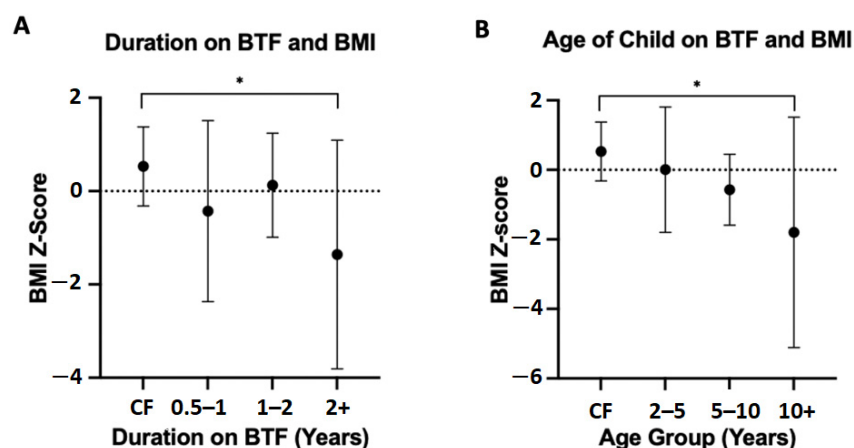 A
Duration on BTF and BMI
*
BMI Z-Score
2
0
−2
−4
CF 0.5–1 1–2 2+
Duration on BTF (Years)
B
Age of Child on BTF and BMI
*
BMI Z-score
2
0
−2
−4
−6
CF 2–5 5–10 10+
Age Group (Years)